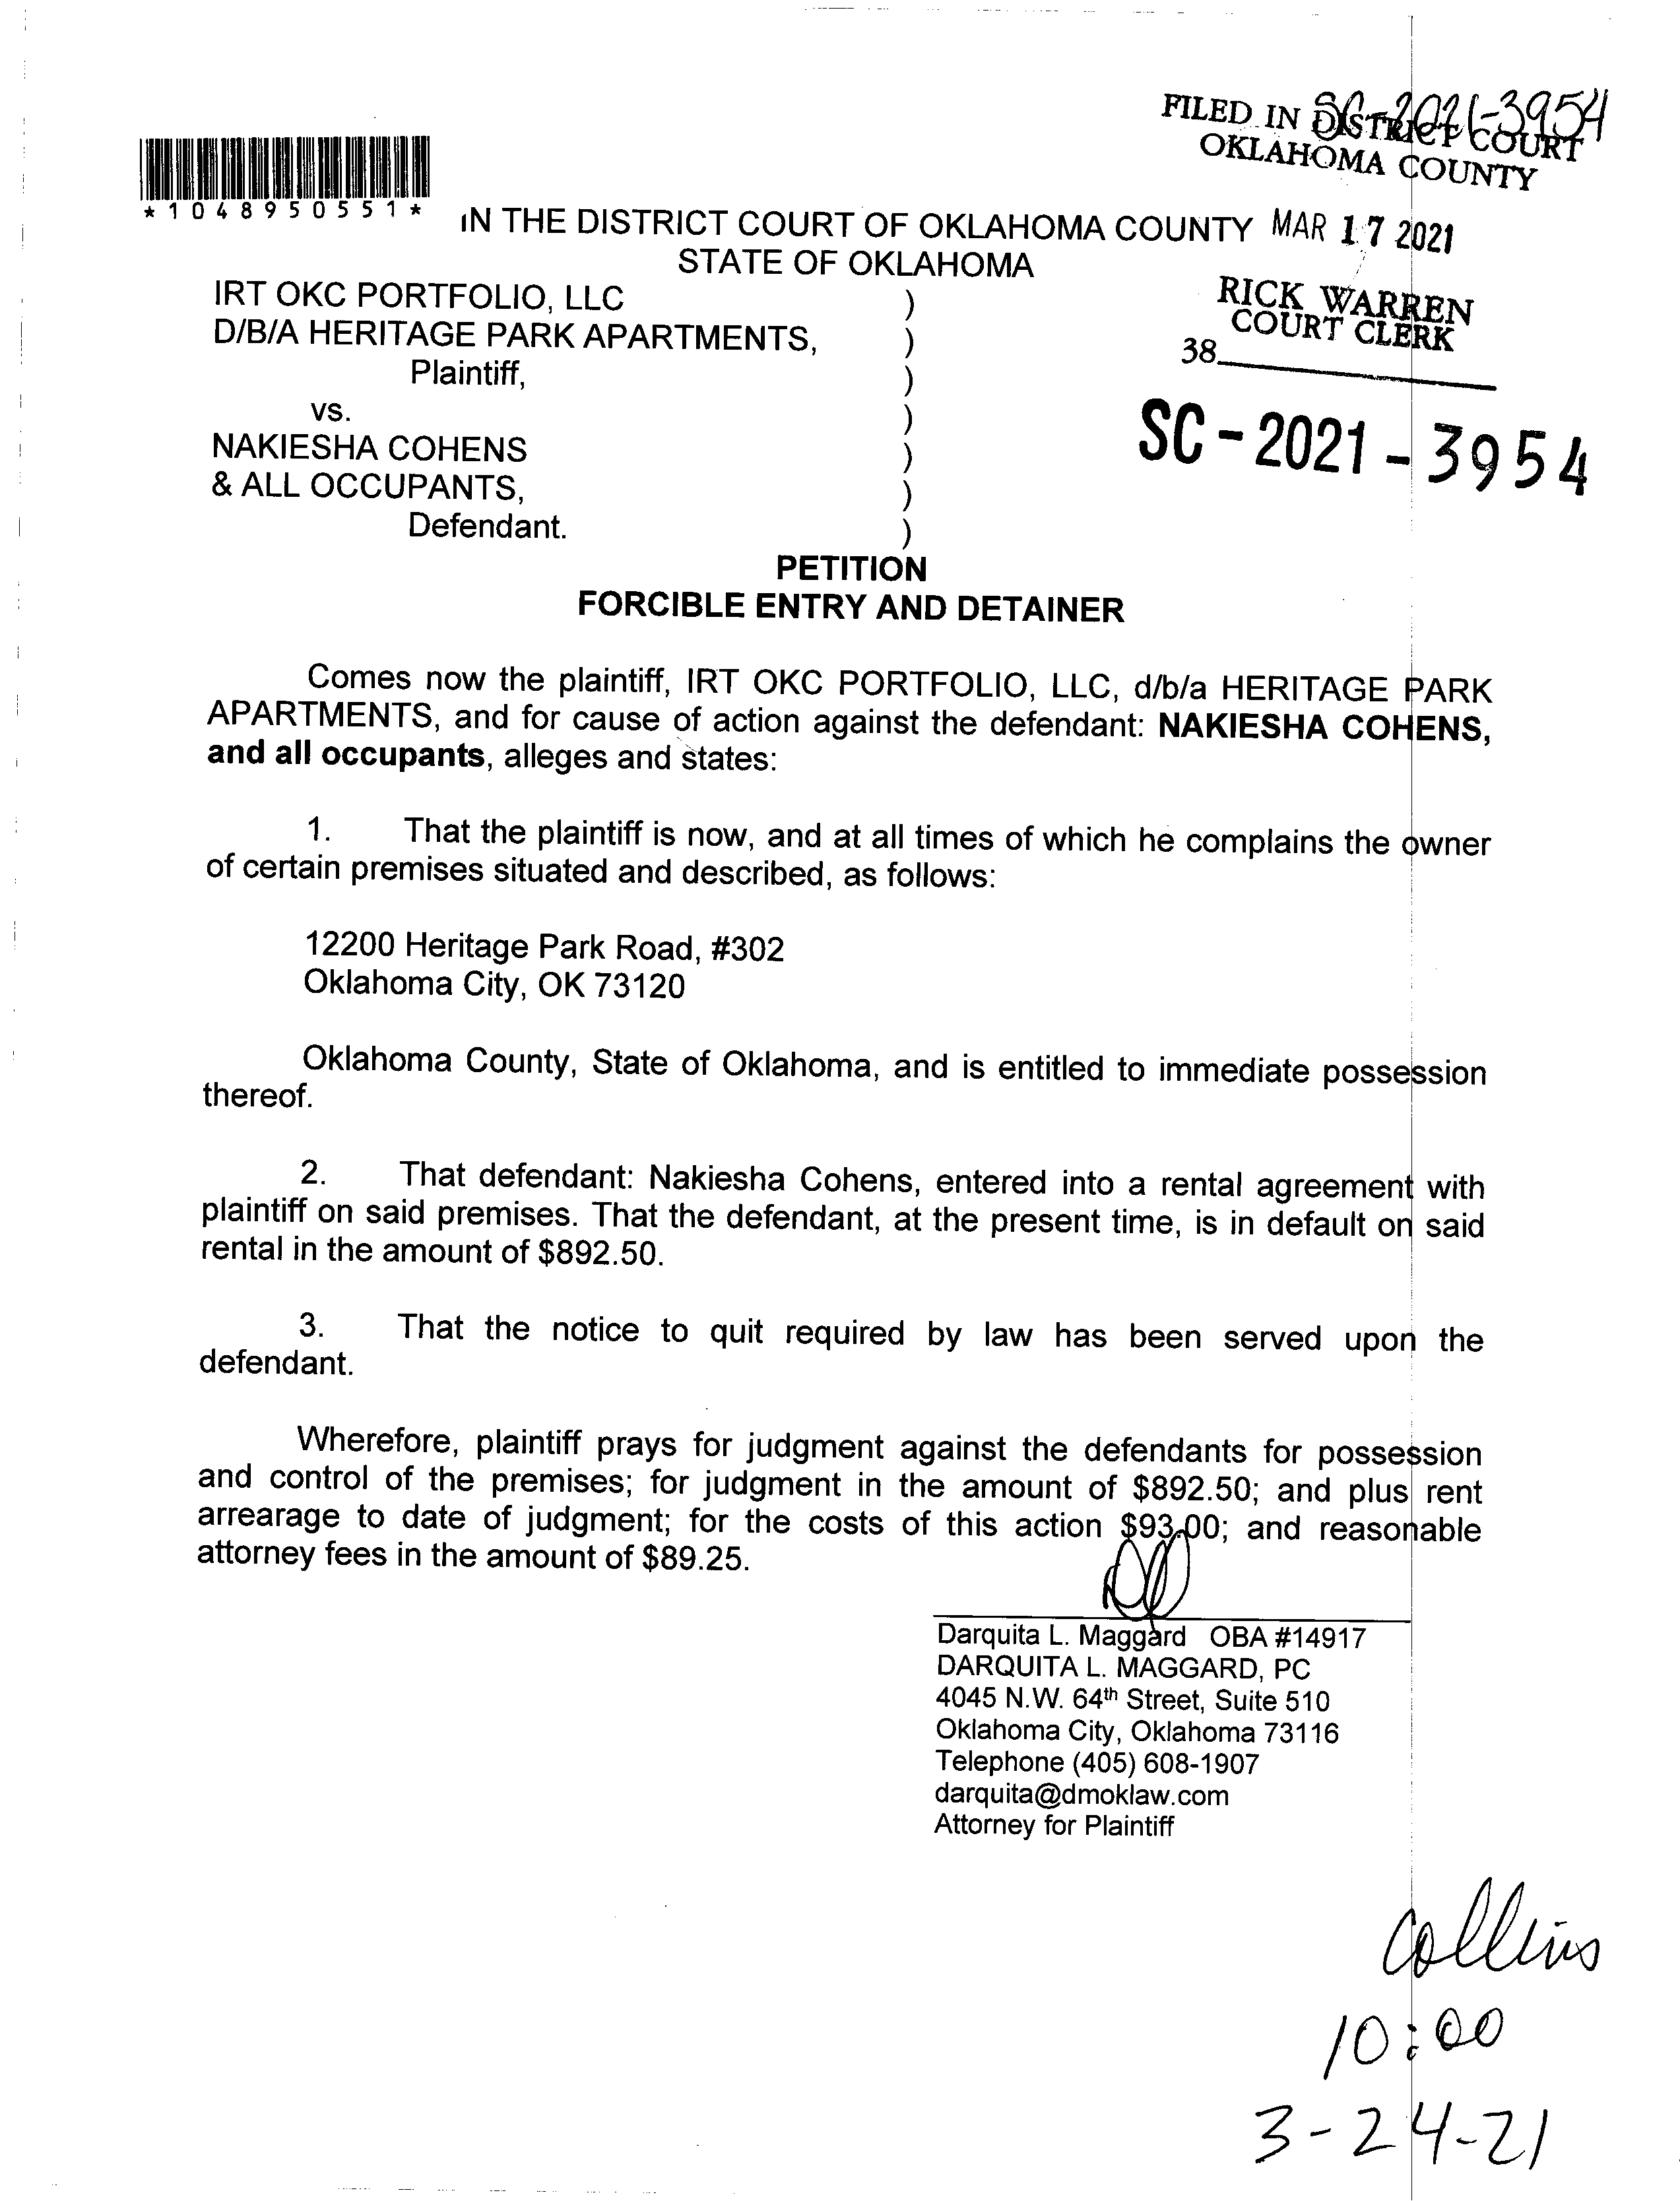 SC-2021-3954
FILED IN DISTRICT COURT
OKLAHOMA COUNTY
*1048950551*
IN THE DISTRICT COURT OF OKLAHOMA COUNTY MAR 17 2021
STATE OF OKLAHOMA
IRT OKC PORTFOLIO, LLC )
D/B/A HERITAGE PARK APARTMENTS, )
Plaintiff, )
vs. )
NAKIESHA COHENS )
& ALL OCCUPANTS, )
Defendant. )
RICK WARREN
COURT CLERK
38
SC-2021-3954
PETITION
FORCIBLE ENTRY AND DETAINER
Comes now the plaintiff, IRT OKC PORTFOLIO, LLC, d/b/a HERITAGE PARK
APARTMENTS, and for cause of action against the defendant: NAKIESHA COHENS,
and all occupants, alleges and states:
1. That the plaintiff is now, and at all times of which he complains the owner
of certain premises situated and described, as follows:
12200 Heritage Park Road, #302
Oklahoma City, OK 73120
Oklahoma County, State of Oklahoma, and is entitled to immediate possession
thereof.
2. That defendant: Nakiesha Cohens, entered into a rental agreement with
plaintiff on said premises. That the defendant, at the present time, is in default on said
rental in the amount of $892.50.
3. That the notice to quit required by law has been served upon the
defendant.
Wherefore, plaintiff prays for judgment against the defendants for possession
and control of the premises; for judgment in the amount of $892.50; and plus rent
arrearage to date of judgment; for the costs of this action $93.00; and reasonable
attorney fees in the amount of $89.25.
Darquita L. Maggard OBA #14917
DARQUITA L. MAGGARD, PC
4045 N.W. 64th Street, Suite 510
Oklahoma City, Oklahoma 73116
Telephone (405) 608-1907
darquita@dmoklaw.com
Attorney for Plaintiff
Collins
10:00
3-24-21